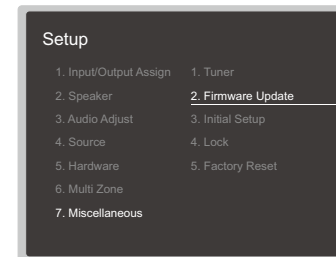 Setup
1. Input/Output Assign
2. Speaker
3. Audio Adjust
4. Source
5. Hardware
6. Multi Zone
7. Miscellaneous
1. Tuner
2. Firmware Update
3. Initial Setup
4. Lock
5. Factory Reset